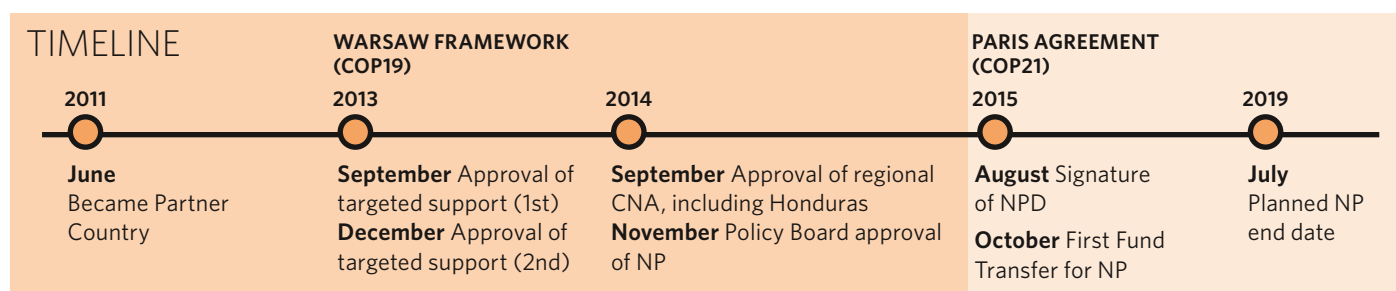 TIMELINE
WARSAW FRAMEWORK
(COP19)
PARIS AGREEMENT
(COP21)
2011
June
Became Partner
Country
2013
September Approval of
targeted support (1st)
December Approval of
targeted support (2nd)
2014
September Approval of regional
CNA, including Honduras
November Policy Board approval
of NP
2015
August Signature
of NPD
October First Fund
Transfer for NP
2019
July
Planned NP
end date